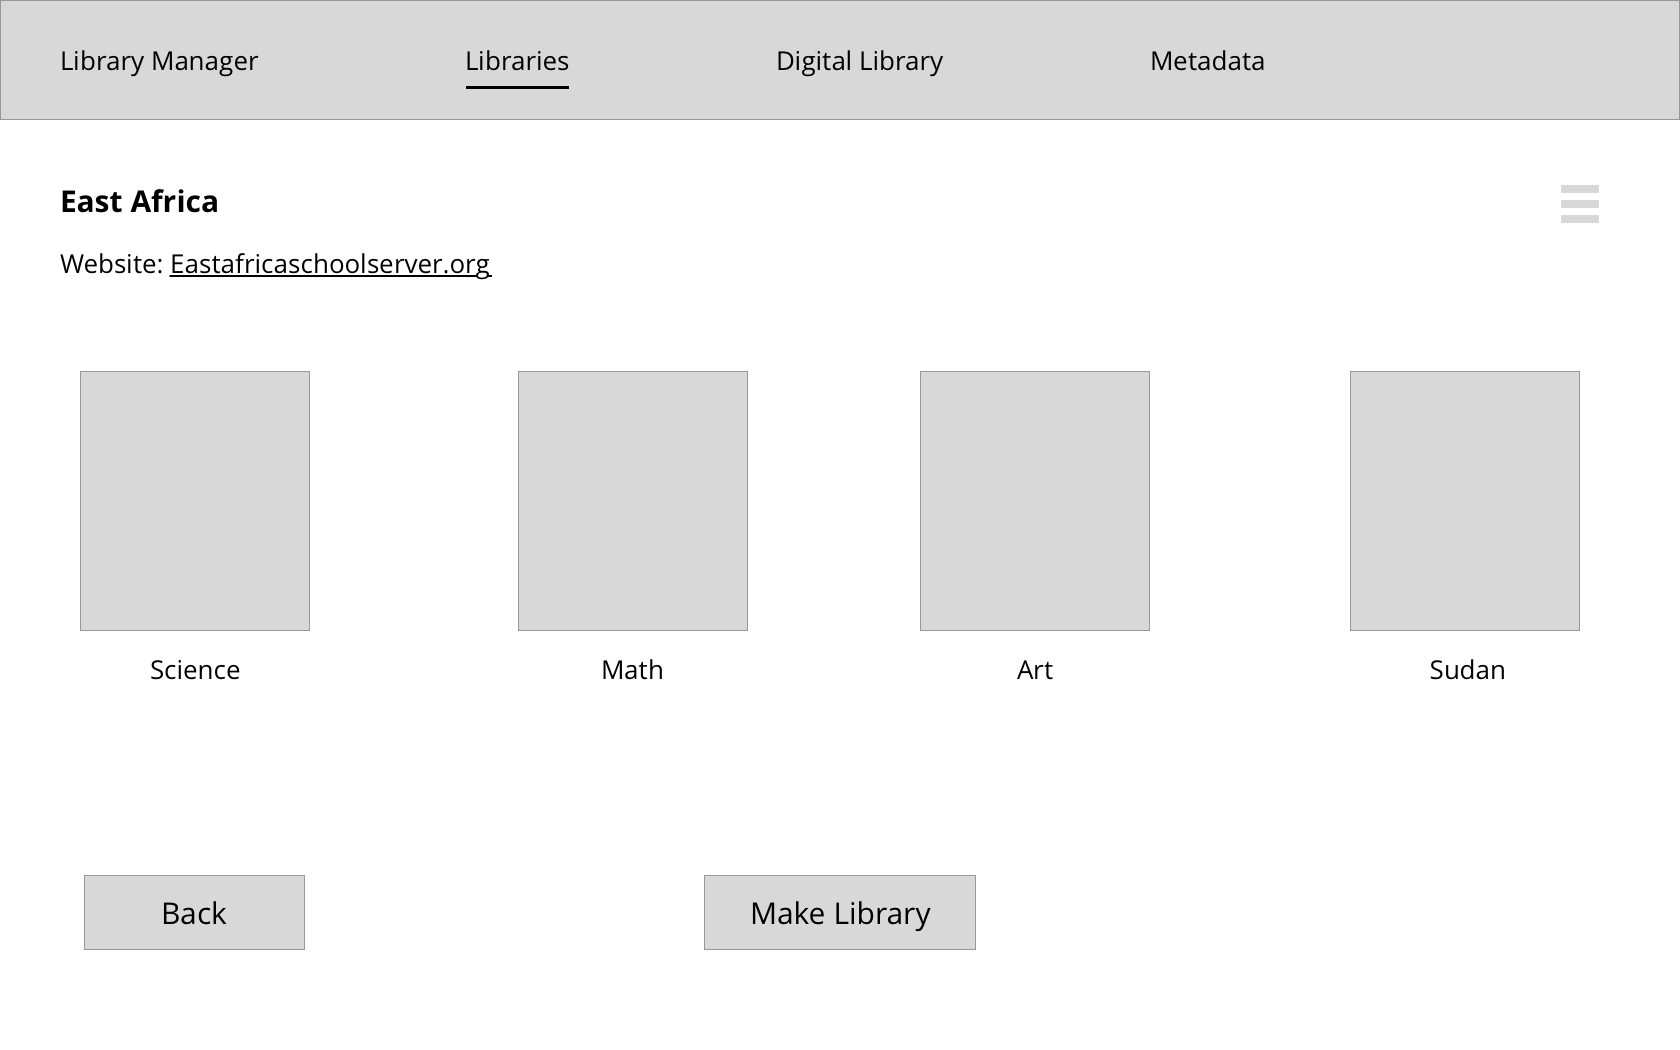 Library Manager Libraries Digital Library Metadata
East Africa
Website: Eastafricaschoolserver.org
Science Math Art Sudan
Back Make Library